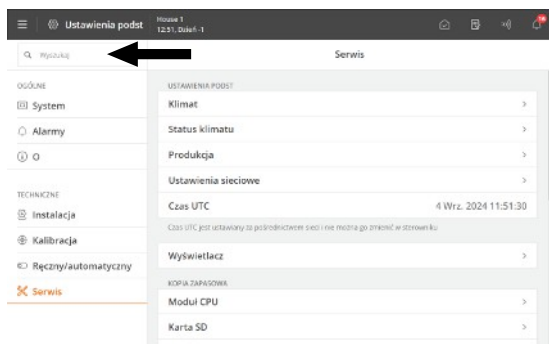 Ustawienia podst
House 1
12:51, Dzień -1
Wyszukaj
Serwis
OGÓLNE
System
Alarmy
O
TECHNICZNE
Instalacja
Kalibracja
Ręczny/automatyczny
Serwis
USTAWIENIA PODST
Klimat
Status klimatu
Produkcja
Ustawienia sieciowe
Czas UTC 4 Wrz. 2024 11:51:30
Czas UTC jest ustawiony za pośrednictwem sieci i nie można go zmienić w sterowniku
Wyświetlacz
KOPIA ZAPASOWA
Moduł CPU
Karta SD